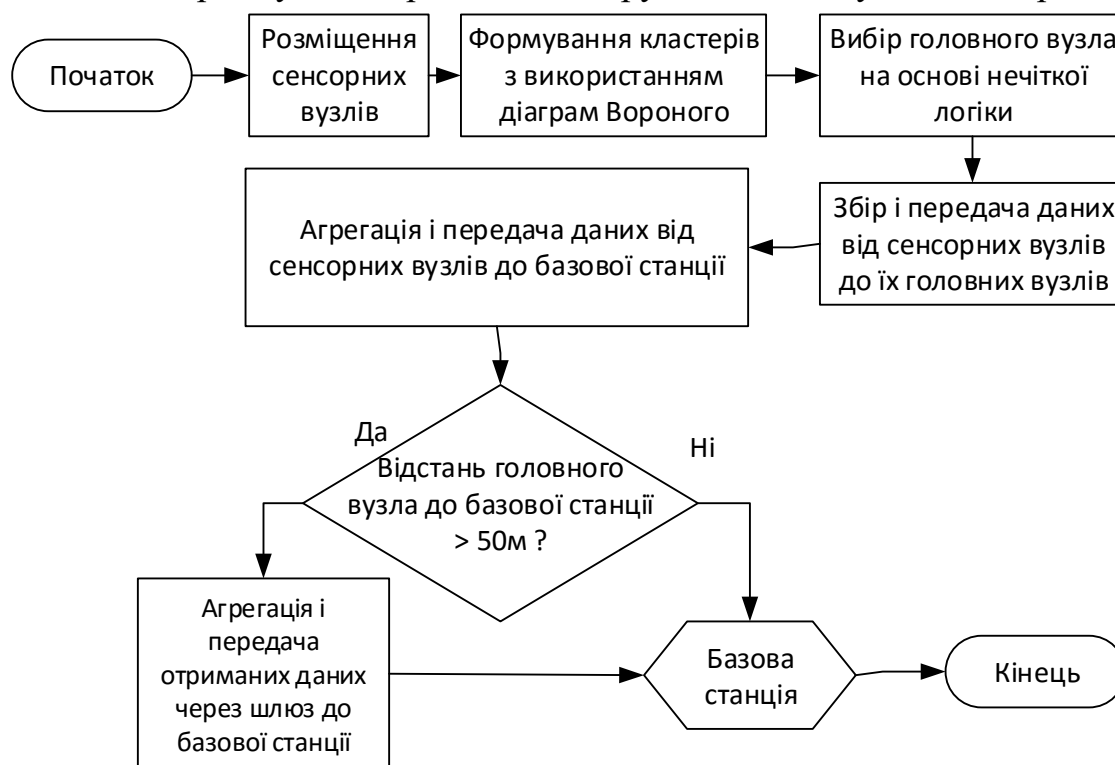 Початок
Розміщення
сенсорних
вузлів
Формування кластерів
з використанням
діаграм Вороного
Вибір головного вузла
на основі нечіткої
логіки
Збір і передача даних
від сенсорних вузлів
до їх головних вузлів
Агрегація і передача даних від
сенсорних вузлів до базової станції
Да
Ні
Відстань головного
вузла до базової станції
> 50м ?
Агрегація і
передача
отриманих даних
через шлюз до
базової станції
Базова
станція
Кінець